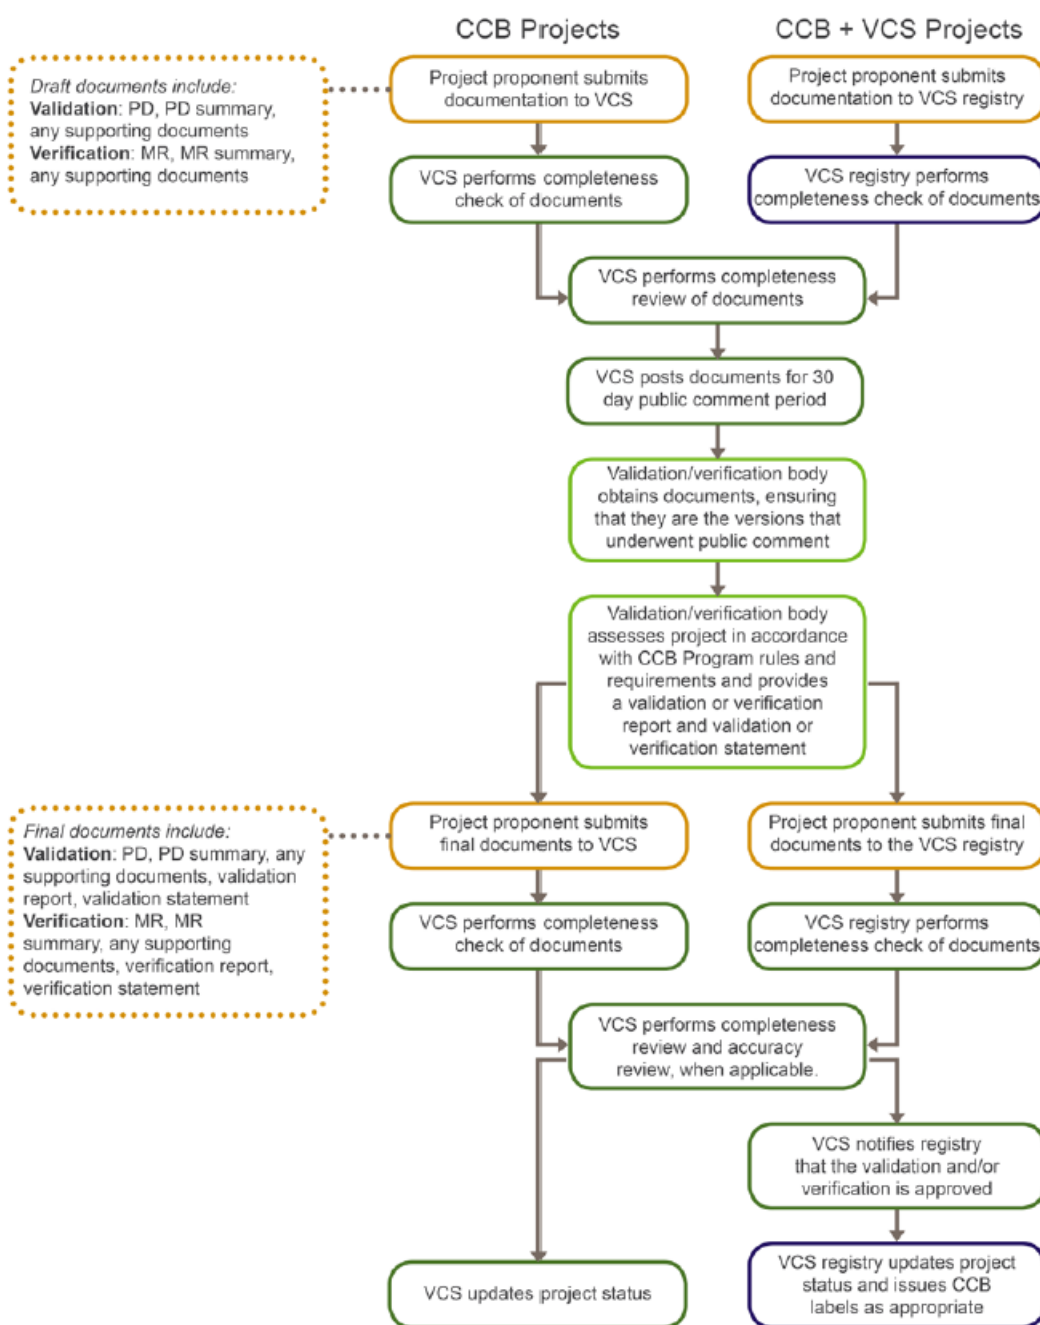 CCB Projects
CCB + VCS Projects
Draft documents include:
Validation: PD, PD summary,
any supporting documents
Verification: MR, MR summary,
any supporting documents
Project proponent submits
documentation to VCS
Project proponent submits
documentation to VCS registry
VCS performs completeness
check of documents
VCS registry performs
completeness check of documents
VCS performs completeness
review of documents
VCS posts documents for 30
day public comment period
Validation/verification body
obtains documents, ensuring
that they are the versions that
underwent public comment
Validation/verification body
assesses project in accordance
with CCB Program rules and
requirements and provides
a validation or verification
report and validation or
verification statement
Final documents include:
Validation: PD, PD summary, any
supporting documents, validation
report, validation statement
Verification: MR, MR
summary, any supporting
documents, verification report,
verification statement
Project proponent submits
final documents to VCS
Project proponent submits final
documents to the VCS registry
VCS performs completeness
check of documents
VCS registry performs
completeness check of documents
VCS performs completeness
review and accuracy
review, when applicable.
VCS notifies registry
that the validation and/or
verification is approved
VCS updates project status
VCS registry updates project
status and issues CCB
labels as appropriate